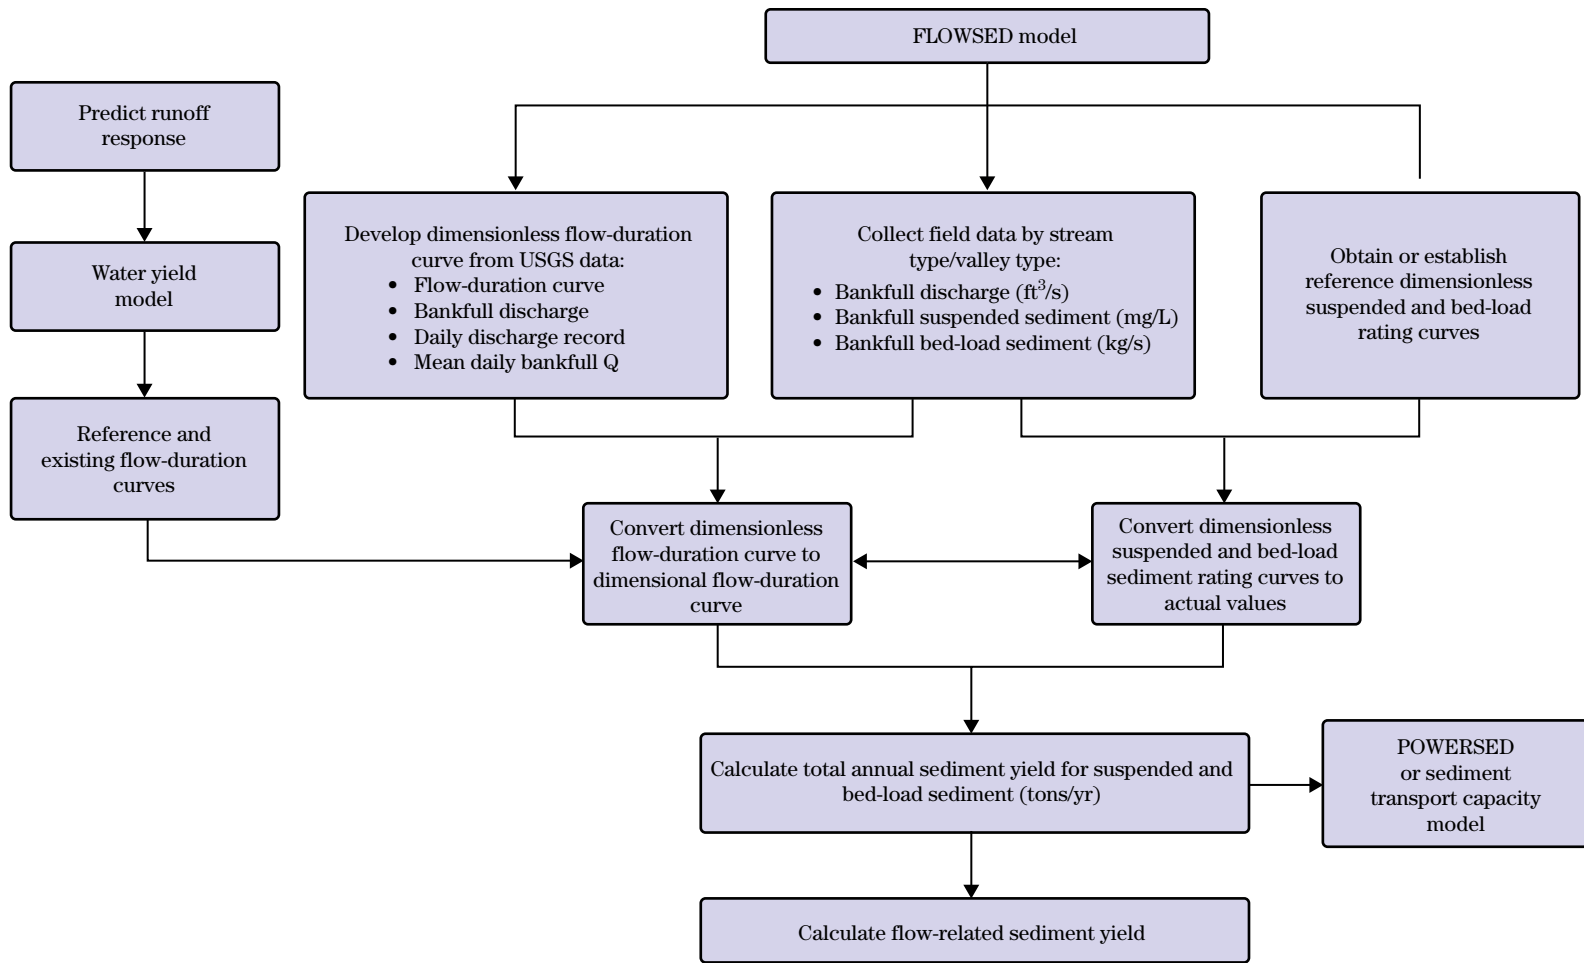 FLOWSED model
Predict runoff
response
Water yield
model
Reference and
existing flow-duration
curves
Develop dimensionless flow-duration
curve from USGS data:
• Flow-duration curve
• Bankfull discharge
• Daily discharge record
• Mean daily bankfull Q
Collect field data by stream
type/valley type:
• Bankfull discharge (ft³/s)
• Bankfull suspended sediment (mg/L)
• Bankfull bed-load sediment (kg/s)
Obtain or establish
reference dimensionless
suspended and bed-load
rating curves
Convert dimensionless
flow-duration curve to
dimensional flow-duration
curve
Convert dimensionless
suspended and bed-load
sediment rating curves to
actual values
Calculate total annual sediment yield for suspended and
bed-load sediment (tons/yr)
POWERSED
or sediment
transport capacity
model
Calculate flow-related sediment yield